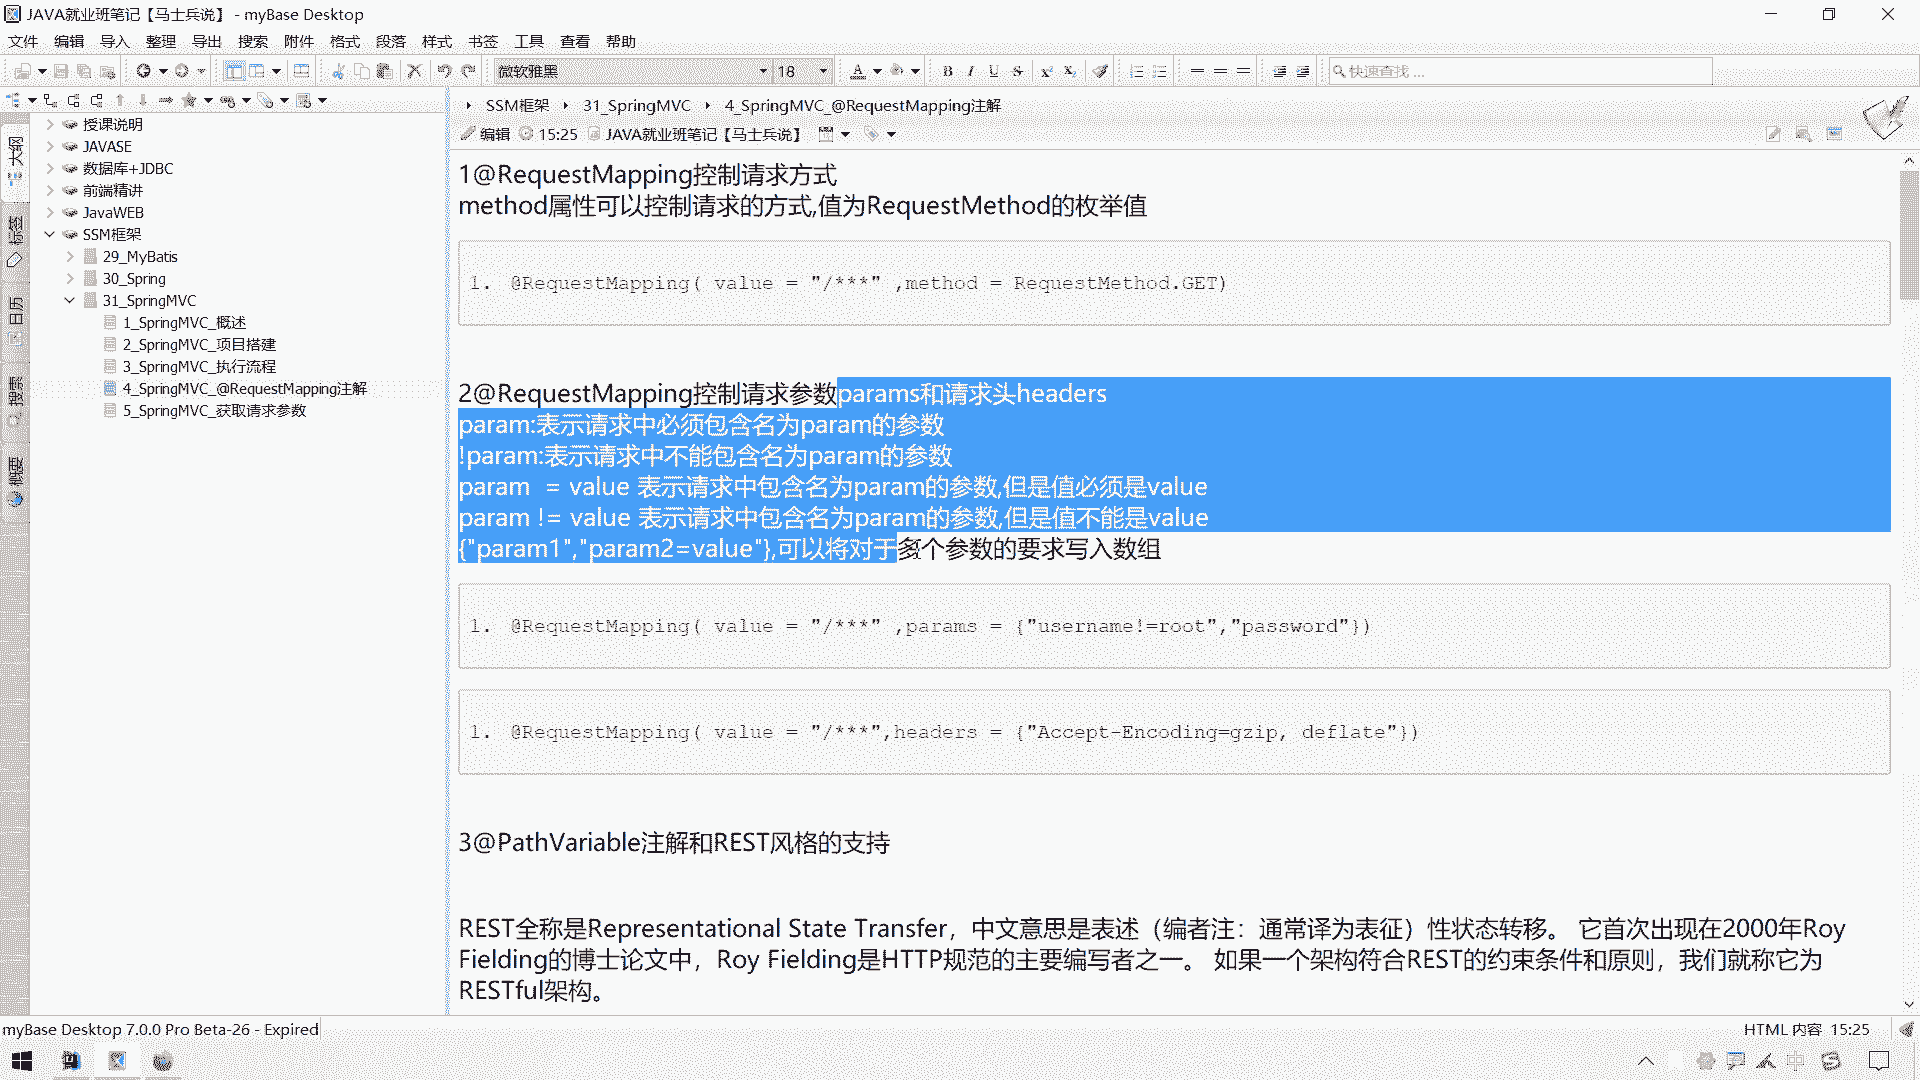 JAVA就业班笔记【马士兵说】 - myBase Desktop
文件 编辑 导入 整理 导出 搜索 附件 格式 段落 样式 书签 工具 查看 帮助
微软雅黑 18 快速查找 ...
SSM框架 31_SpringMVC 4_SpringMVC_@RequestMapping注解
编辑 15:25 JAVA就业班笔记【马士兵说】
大纲
标签
日历
搜索
概要
授课说明
JAVASE
数据库+JDBC
前端精讲
JavaWEB
SSM框架
29_MyBatis
30_Spring
31_SpringMVC
1_SpringMVC_概述
2_SpringMVC_项目搭建
3_SpringMVC_执行流程
4_SpringMVC_@RequestMapping注解
5_SpringMVC_获取请求参数
1@RequestMapping控制请求方式
method属性可以控制请求的方式,值为RequestMethod的枚举值
1. @RequestMapping( value = "/***" ,method = RequestMethod.GET)
2@RequestMapping控制请求参数params和请求头headers
param:表示请求中必须包含名为param的参数
!param:表示请求中不能包含名为param的参数
param  = value 表示请求中包含名为param的参数,但是值必须是value
param != value 表示请求中包含名为param的参数,但是值不能是value
{"param1","param2=value"},可以将对于多个参数的要求写入数组
1. @RequestMapping( value = "/***" ,params = {"username!=root","password"})
1. @RequestMapping( value = "/***",headers = {"Accept-Encoding=gzip, deflate"})
3@PathVariable注解和REST风格的支持
REST全称是Representational State Transfer，中文意思是表述（编者注：通常译为表征）性状态转移。 它首次出现在2000年Roy
Fielding的博士论文中，Roy Fielding是HTTP规范的主要编写者之一。 如果一个架构符合REST的约束条件和原则，我们就称它为
RESTful架构。
myBase Desktop 7.0.0 Pro Beta-26 - Expired
HTML 内容 15:25
中